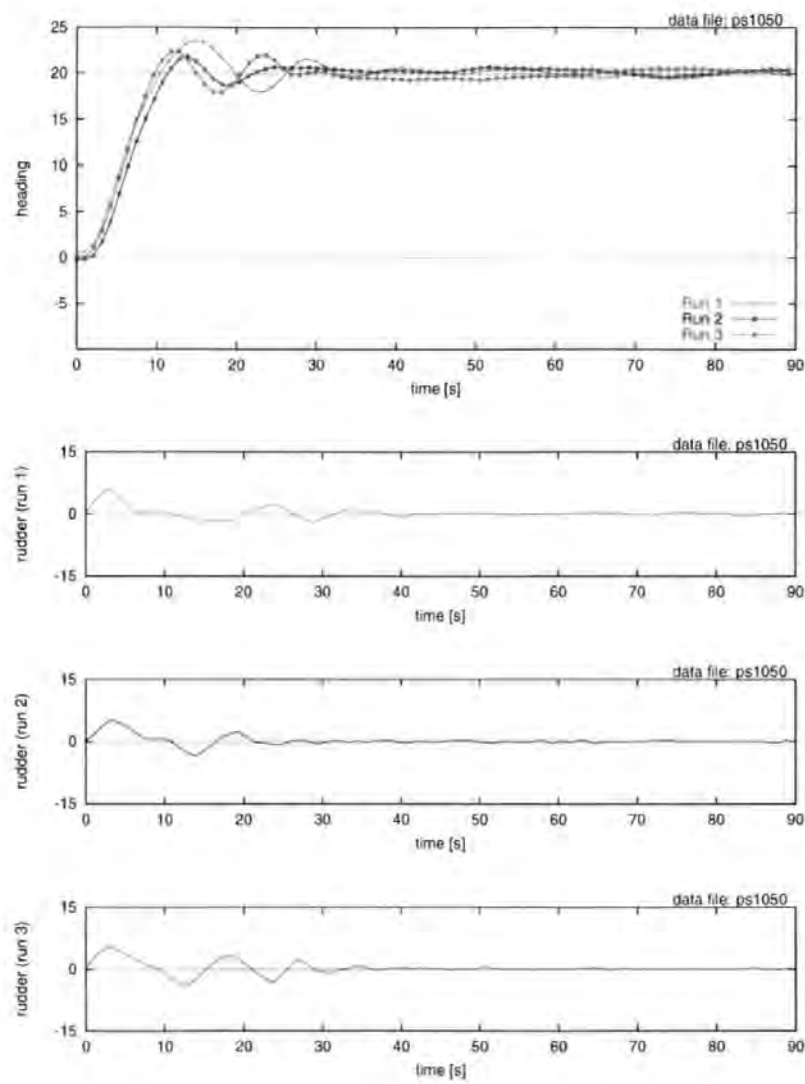 data file: ps1050
25
20
15
10
5
0
-5
heading
Run 1
Run 2
Run 3
0 10 20 30 40 50 60 70 80 90
time [s]
data file: ps1050
15
0
-15
rudder (run 1)
0 10 20 30 40 50 60 70 80 90
time [s]
data file: ps1050
15
0
-15
rudder (run 2)
0 10 20 30 40 50 60 70 80 90
time [s]
data file: ps1050
15
0
-15
rudder (run 3)
0 10 20 30 40 50 60 70 80 90
time [s]